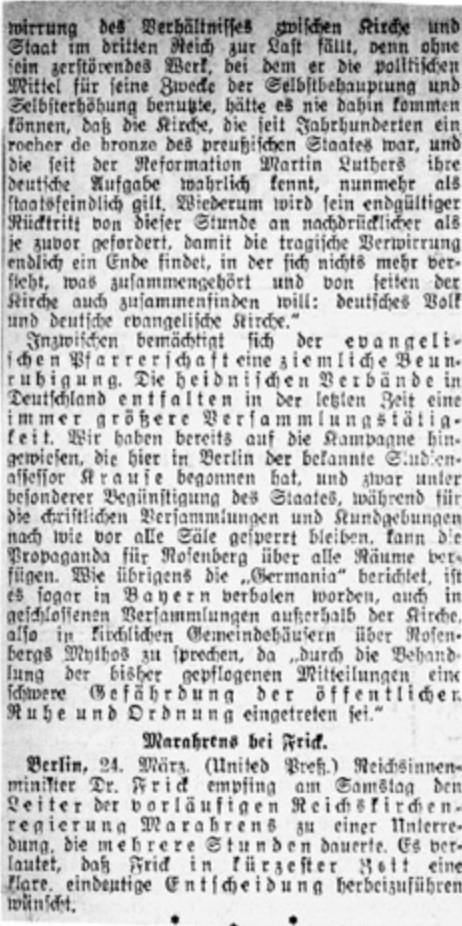 wirrung des Verhältnisses zwischen Kirche und
Staat im dritten Reich zur Last fällt, denn ohne
sein zerstörendes Werk, bei dem er die politischen
Mittel für seine Zwecke der Selbstbehauptung und
Selbsterhöhung benutzte, hätte es nie dahin kommen
können, daß die Kirche, die seit Jahrhunderten ein
rocher de bronze des preußischen Staates war, und
die seit der Reformation Martin Luthers ihre
deutsche Aufgabe wahrlich kennt, nunmehr als
staatsfeindlich gilt. Wiederum wird sein endgültiger
Rücktritt von dieser Stunde an nachdrücklicher als
je zuvor gefordert, damit die tragische Verwirrung
endlich ein Ende findet, in der sich nichts mehr ver-
steht, was zusammengehört und von seiten der
Kirche auch zusammenfinden will: deutsches Volk
und deutsche evangelische Kirche.“
Inzwischen bemächtigt sich der evangeli-
schen Pfarrerschaft eine ziemliche Beun-
ruhigung. Die heidnischen Verbände in
Deutschland entfalten in der letzten Zeit eine
immer größere Versammlungstätig-
keit. Wir haben bereits auf die Kampagne hin-
gewiesen, die hier in Berlin der bekannte Studien-
assessor Krause begonnen hat, und zwar unter
besonderer Begünstigung des Staates, während für
die christlichen Versammlungen und Kundgebungen
nach wie vor alle Säle gesperrt bleiben, kann die
Propaganda für Rosenberg über alle Räume ver-
fügen. Wie übrigens die „Germania“ berichtet, ist
es sogar in Bayern verboten worden, auch in
geschlossenen Versammlungen außerhalb der Kirche,
also in kirchlichen Gemeindehäusern über Rosen-
bergs Mythos zu sprechen, da „durch die Behand-
lung der bisher gepflogenen Mitteilungen eine
schwere Gefährdung der öffentlichen
Ruhe und Ordnung eingetreten sei.“
Marahrens bei Frick.
Berlin, 24. März. (United Preß.) Reichsinnen-
minister Dr. Frick empfing am Samstag den
Leiter der vorläufigen Reichskirchen-
regierung Marahrens zu einer Unterre-
dung, die mehrere Stunden dauerte. Es ver-
lautet, daß Frick in kürzester Zeit eine
klare, eindeutige Entscheidung herbeizuführen
wünscht.
* * *